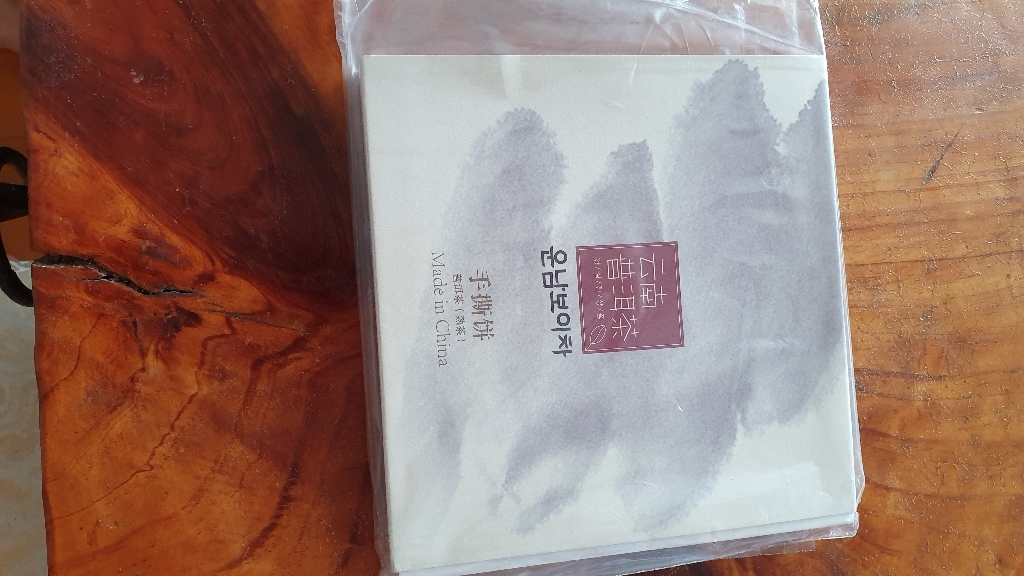 云南
普洱茶
운남보이차
手撕饼
普洱茶（熟茶）
Made in China